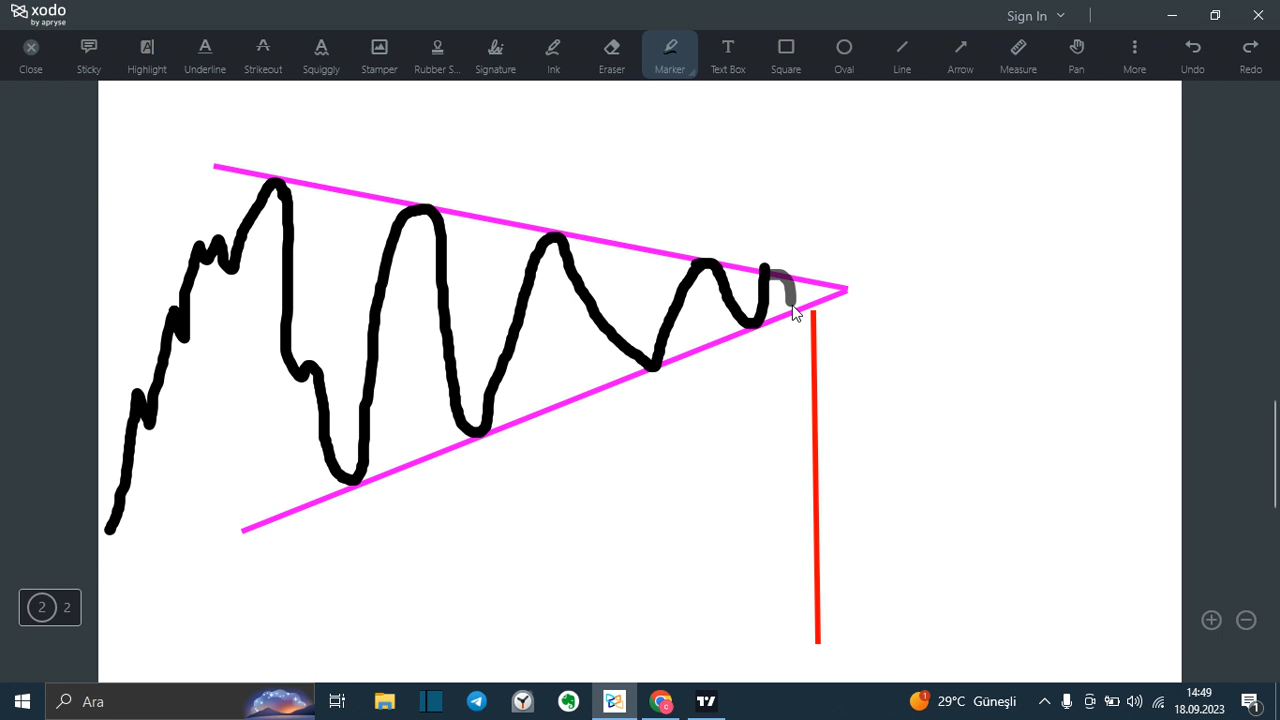 xodo
by apryse
Sign In
Close
Sticky
Highlight
Underline
Strikeout
Squiggly
Stamper
Rubber S...
Signature
Ink
Eraser
Marker
Text Box
Square
Oval
Line
Arrow
Measure
Pan
More
Undo
Redo
2 2
Ara
1
29°C Güneşli
14:49
18.09.2023
1